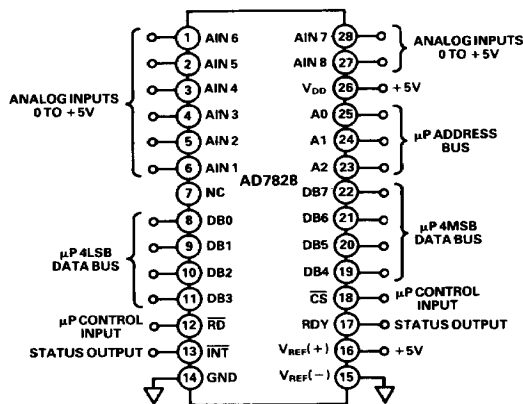 ANALOG INPUTS
0 TO +5V
1 AIN 6
2 AIN 5
3 AIN 4
4 AIN 3
5 AIN 2
6 AIN 1
7 NC
µP 4LSB
DATA BUS
8 DB0
9 DB1
10 DB2
11 DB3
µP CONTROL
INPUT
12 R̅D̅
STATUS OUTPUT
13 I̅N̅T̅
14 GND
AD7828
AIN 7 28
AIN 8 27
ANALOG INPUTS
0 TO +5V
VDD 26 +5V
A0 25
A1 24
A2 23
µP ADDRESS
BUS
DB7 22
DB6 21
DB5 20
DB4 19
µP 4MSB
DATA BUS
C̅S̅ 18
µP CONTROL
INPUT
RDY 17 STATUS OUTPUT
VREF(+) 16 +5V
VREF(−) 15